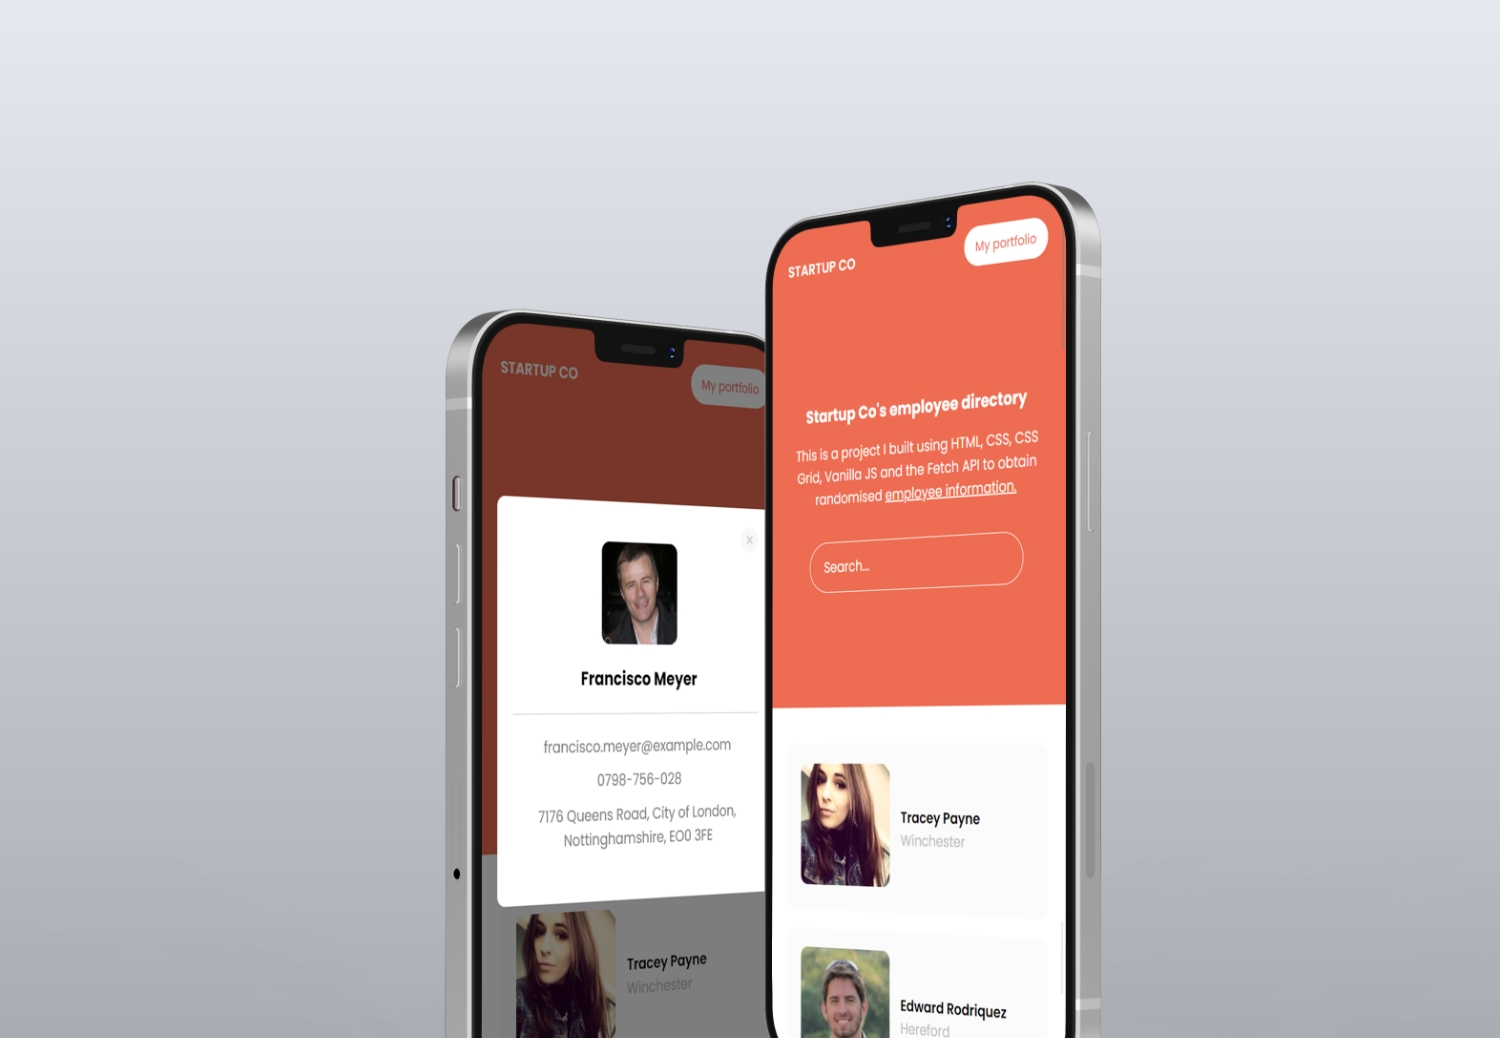 STARTUP CO
My portfolio
x
Francisco Meyer
francisco.meyer@example.com
0798-756-028
7176 Queens Road, City of London,
Nottinghamshire, EO0 3FE
Tracey Payne
Winchester
STARTUP CO
My portfolio
Startup Co's employee directory
This is a project I built using HTML, CSS, CSS
Grid, Vanilla JS and the Fetch API to obtain
randomised employee information.
Search...
Tracey Payne
Winchester
Edward Rodriquez
Hereford